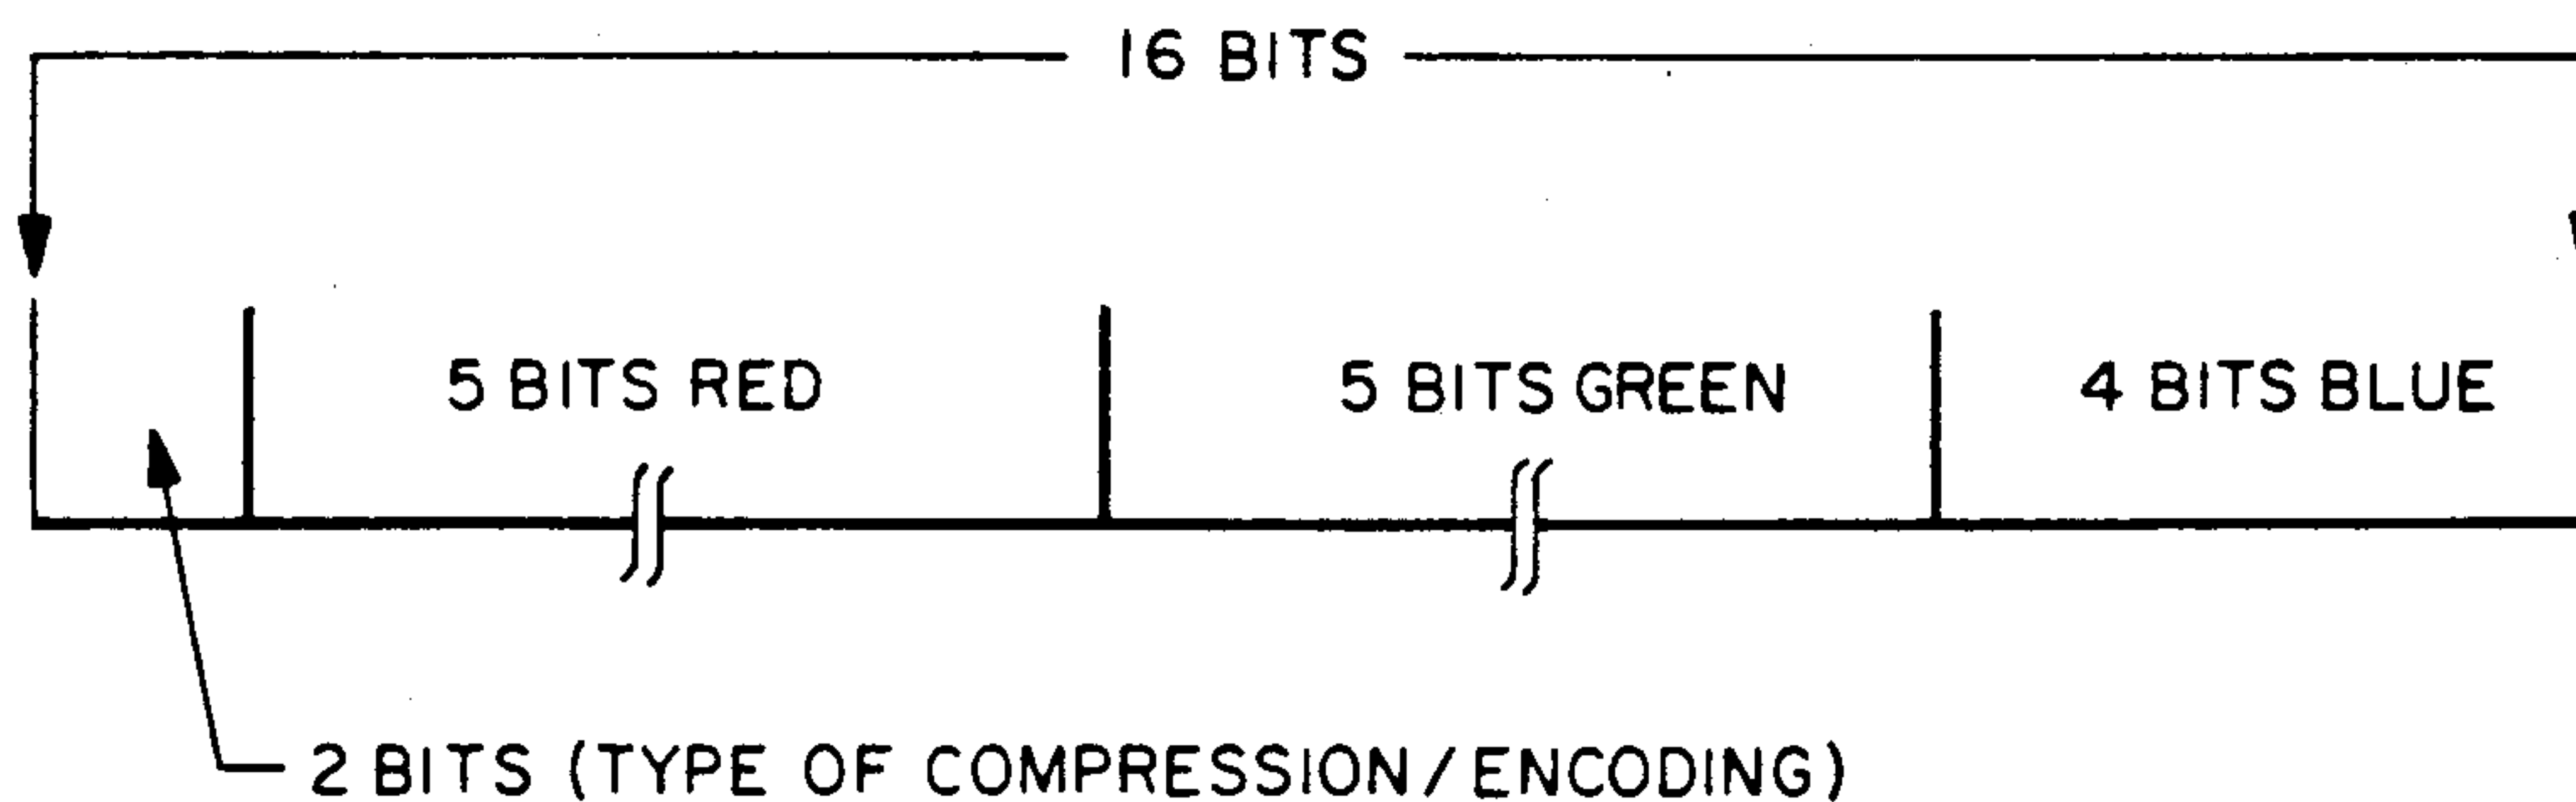 16 BITS
5 BITS RED
5 BITS GREEN
4 BITS BLUE
2 BITS (TYPE OF COMPRESSION/ENCODING)